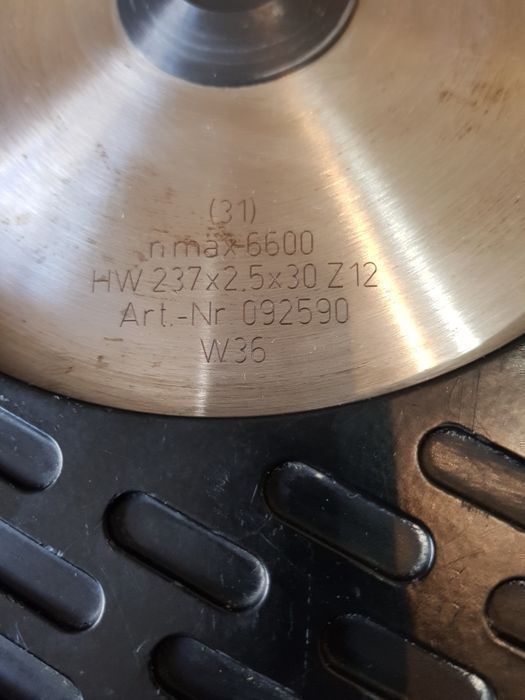 (31)
n max 6600
HW 237x2,5x30 Z12
Art.-Nr 092590
W36